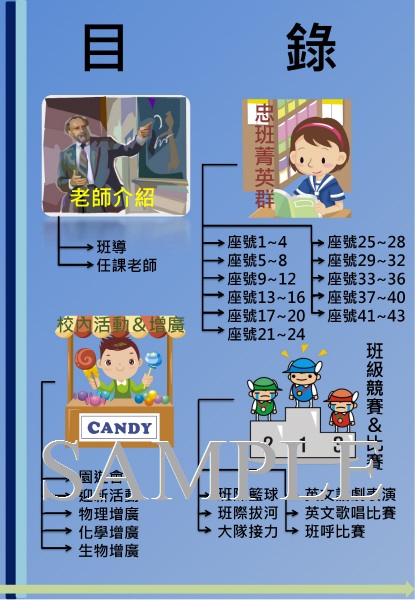 目 錄
老師介紹
班導
任課老師
忠班菁英群
座號1~4
座號5~8
座號9~12
座號13~16
座號17~20
座號21~24
座號25~28
座號29~32
座號33~36
座號37~40
座號41~43
校內活動&增廣
CANDY
園遊會
迎新活動
物理增廣
化學增廣
生物增廣
班級競賽&比賽
2 1 3
班際籃球
班際拔河
大隊接力
英文話劇表演
英文歌唱比賽
班呼比賽
SAMPLE